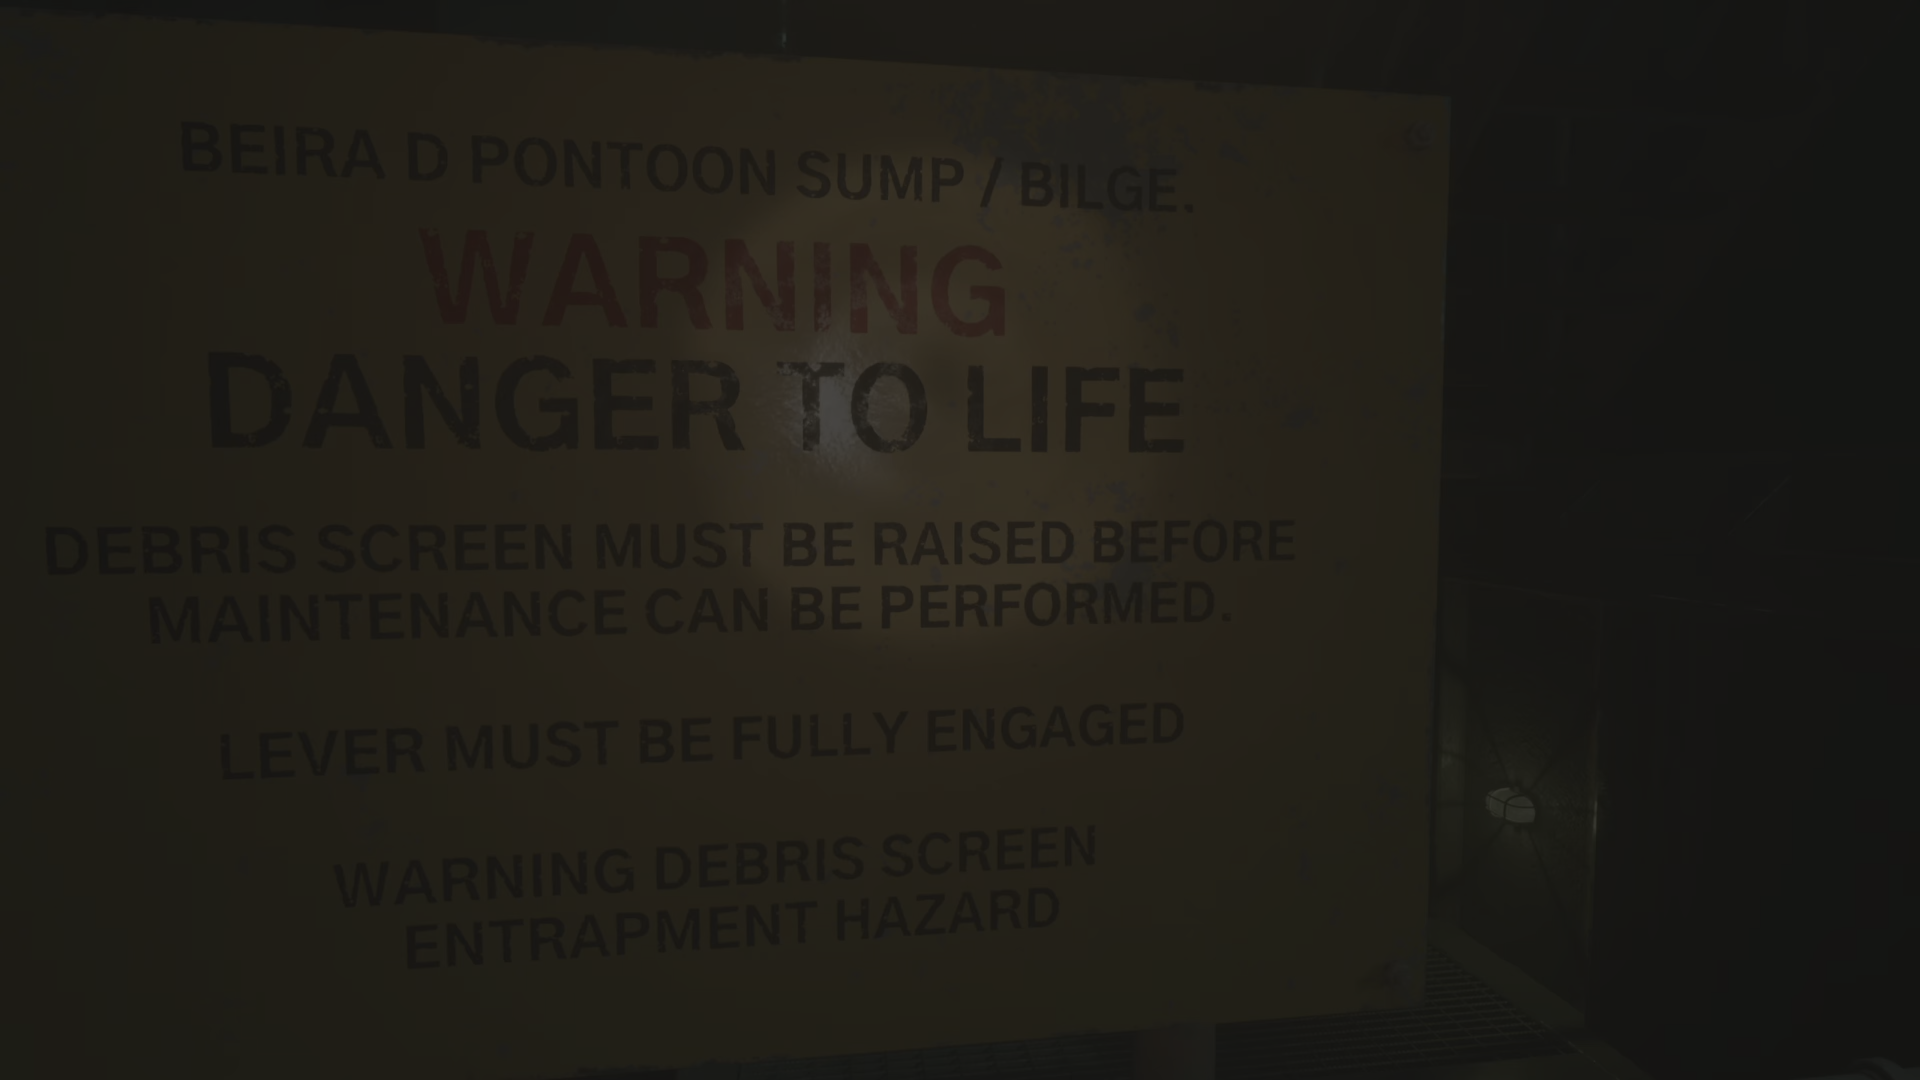 BEIRA D PONTOON SUMP / BILGE.
WARNING
DANGER TO LIFE
DEBRIS SCREEN MUST BE RAISED BEFORE
MAINTENANCE CAN BE PERFORMED.
LEVER MUST BE FULLY ENGAGED
WARNING DEBRIS SCREEN
ENTRAPMENT HAZARD